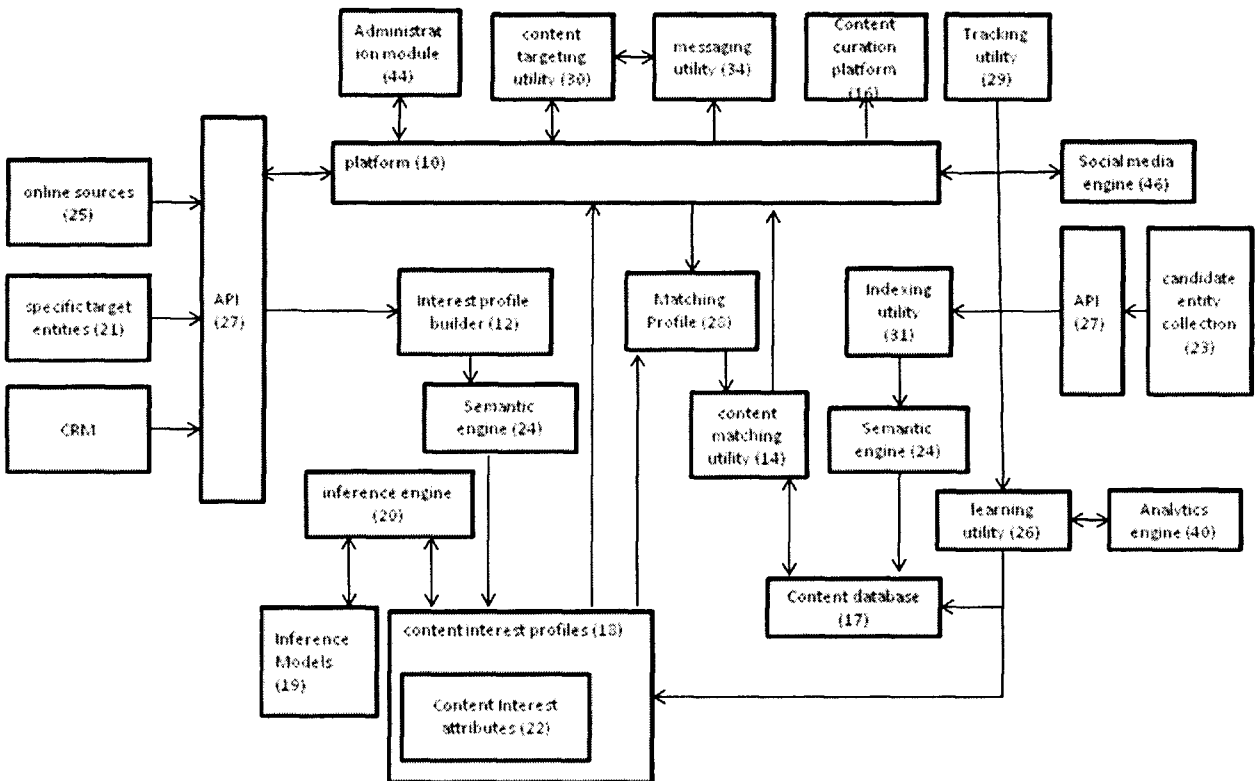 Administrat
ion module
(44)
content
targeting
utility (30)
messaging
utility (34)
Content
curation
platform
(16)
Tracking
utility
(29)
platform (10)
Social media
engine (46)
online sources
(25)
specific target
entities (21)
CRM
API
(27)
Interest profile
builder (12)
Matching
Profile (28)
Indexing
utility
(31)
API
(27)
candidate
entity
collection
(23)
Semantic
engine (24)
content
matching
utility (14)
Semantic
engine (24)
inference engine
(20)
learning
utility (26)
Analytics
engine (40)
Content database
(17)
Inference
Models
(19)
content interest profiles (18)
Content Interest
attributes (22)